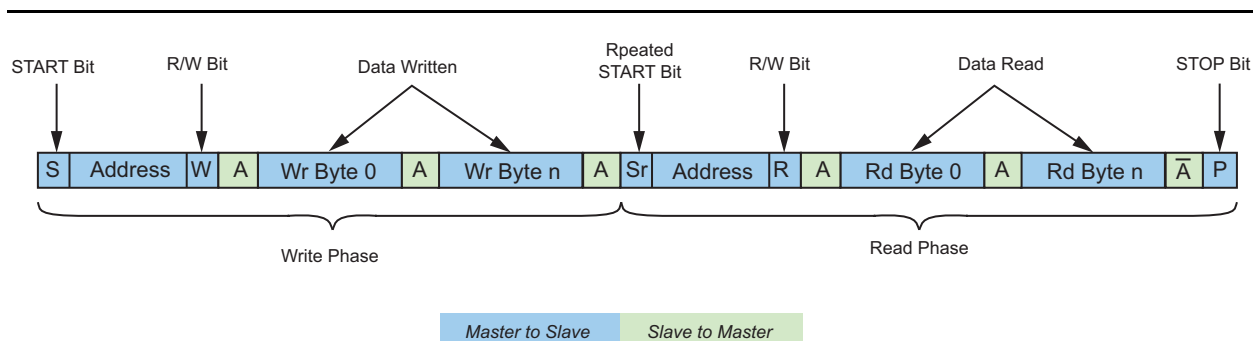 START Bit R/W Bit Data Written Rpeated START Bit R/W Bit Data Read STOP Bit
S Address W A Wr Byte 0 A Wr Byte n A Sr Address R A Rd Byte 0 A Rd Byte n A̅ P
Write Phase Read Phase
Master to Slave Slave to Master